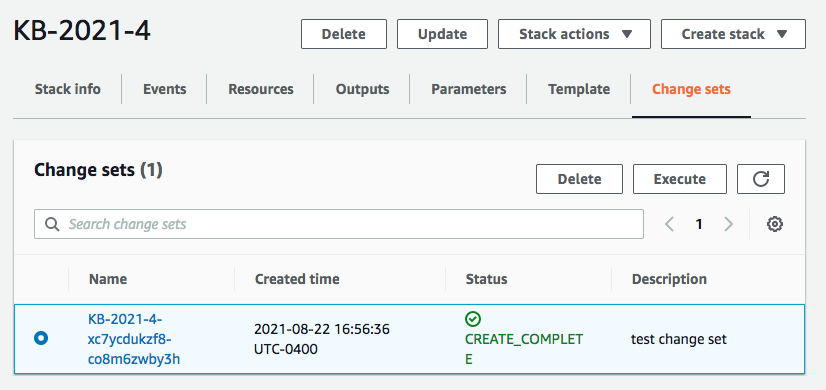 KB-2021-4
Delete
Update
Stack actions
Create stack
Stack info
Events
Resources
Outputs
Parameters
Template
Change sets
Change sets (1)
Delete
Execute
Search change sets
1
Name
Created time
Status
Description
KB-2021-4-
xc7ycdukzf8-
co8m6zwby3h
2021-08-22 16:56:36
UTC-0400
CREATE_COMPLET
E
test change set